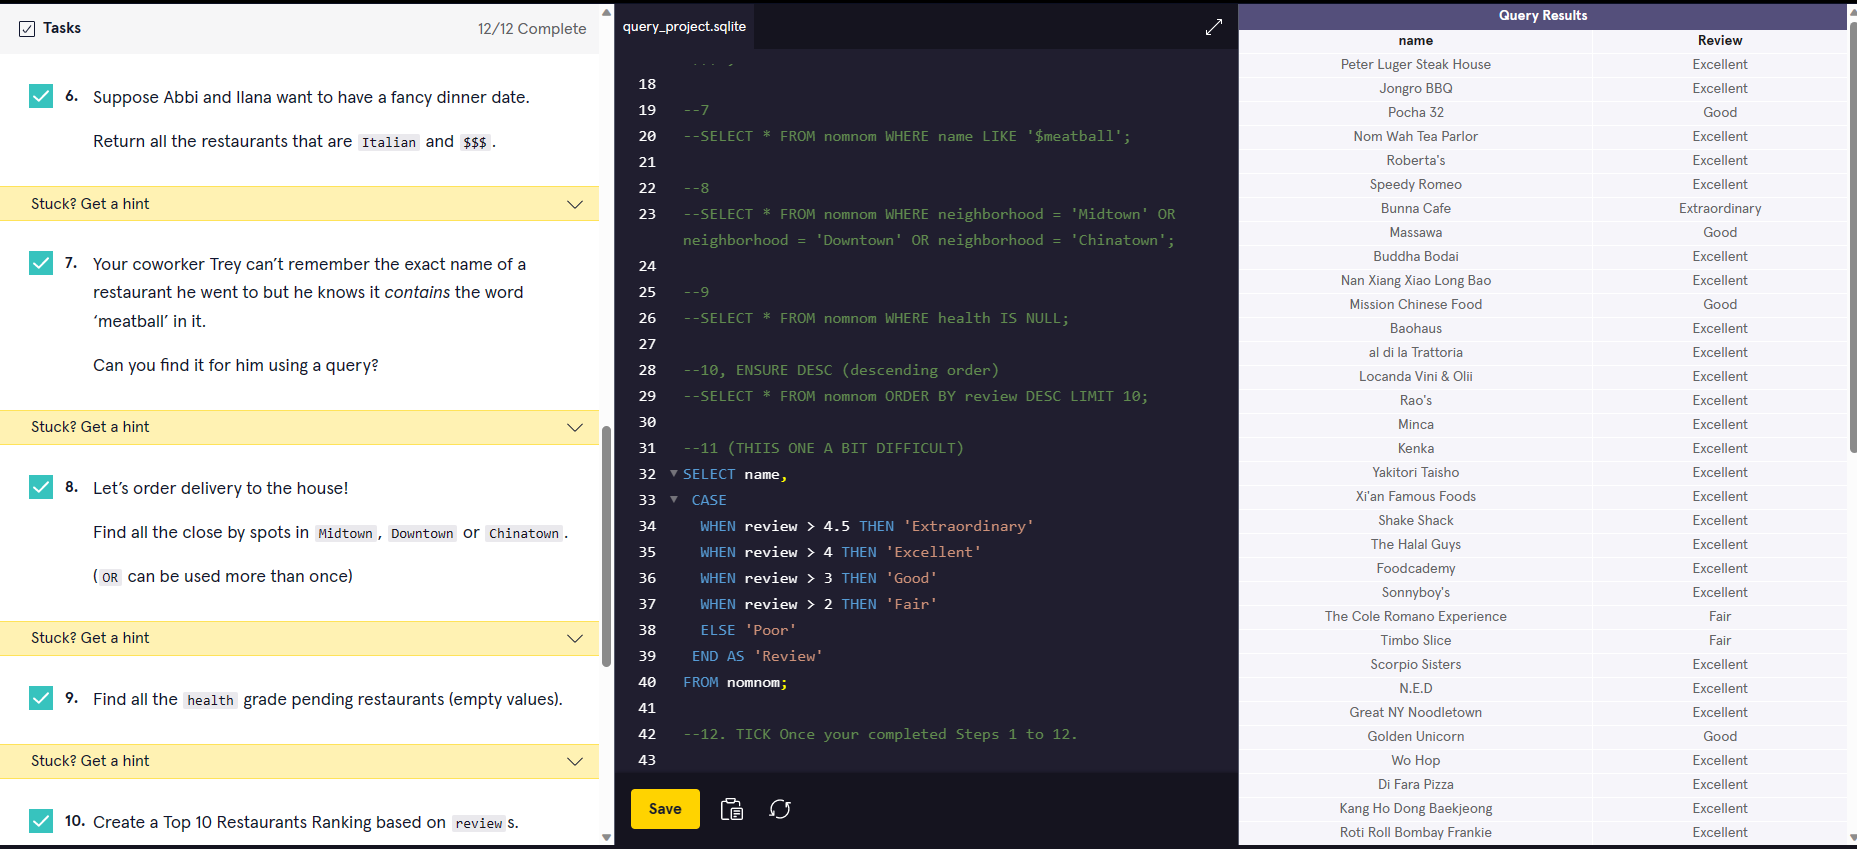 Tasks
12/12 Complete
6. Suppose Abbi and Ilana want to have a fancy dinner date.
Return all the restaurants that are Italian and $$$.
Stuck? Get a hint
7. Your coworker Trey can't remember the exact name of a
restaurant he went to but he knows it contains the word
'meatball' in it.
Can you find it for him using a query?
Stuck? Get a hint
8. Let's order delivery to the house!
Find all the close by spots in Midtown, Downtown or Chinatown.
(OR can be used more than once)
Stuck? Get a hint
9. Find all the health grade pending restaurants (empty values).
Stuck? Get a hint
10. Create a Top 10 Restaurants Ranking based on reviews.
query_project.sqlite
18
19 --7
20 --SELECT * FROM nomnom WHERE name LIKE '$meatball';
21
22 --8
23 --SELECT * FROM nomnom WHERE neighborhood = 'Midtown' OR
neighborhood = 'Downtown' OR neighborhood = 'Chinatown';
24
25 --9
26 --SELECT * FROM nomnom WHERE health IS NULL;
27
28 --10, ENSURE DESC (descending order)
29 --SELECT * FROM nomnom ORDER BY review DESC LIMIT 10;
30
31 --11 (THIIS ONE A BIT DIFFICULT)
32 SELECT name,
33 CASE
34 WHEN review > 4.5 THEN 'Extraordinary'
35 WHEN review > 4 THEN 'Excellent'
36 WHEN review > 3 THEN 'Good'
37 WHEN review > 2 THEN 'Fair'
38 ELSE 'Poor'
39 END AS 'Review'
40 FROM nomnom;
41
42 --12. TICK Once your completed Steps 1 to 12.
43
Save
Query Results
name Review
Peter Luger Steak House Excellent
Jongro BBQ Excellent
Pocha 32 Good
Nom Wah Tea Parlor Excellent
Roberta's Excellent
Speedy Romeo Excellent
Bunna Cafe Extraordinary
Massawa Good
Buddha Bodai Excellent
Nan Xiang Xiao Long Bao Excellent
Mission Chinese Food Good
Baohaus Excellent
al di la Trattoria Excellent
Locanda Vini & Olii Excellent
Rao's Excellent
Minca Excellent
Kenka Excellent
Yakitori Taisho Excellent
Xi'an Famous Foods Excellent
Shake Shack Excellent
The Halal Guys Excellent
Foodcademy Excellent
Sonnyboy's Excellent
The Cole Romano Experience Fair
Timbo Slice Fair
Scorpio Sisters Excellent
N.E.D Excellent
Great NY Noodletown Excellent
Golden Unicorn Good
Wo Hop Excellent
Di Fara Pizza Excellent
Kang Ho Dong Baekjeong Excellent
Roti Roll Bombay Frankie Excellent